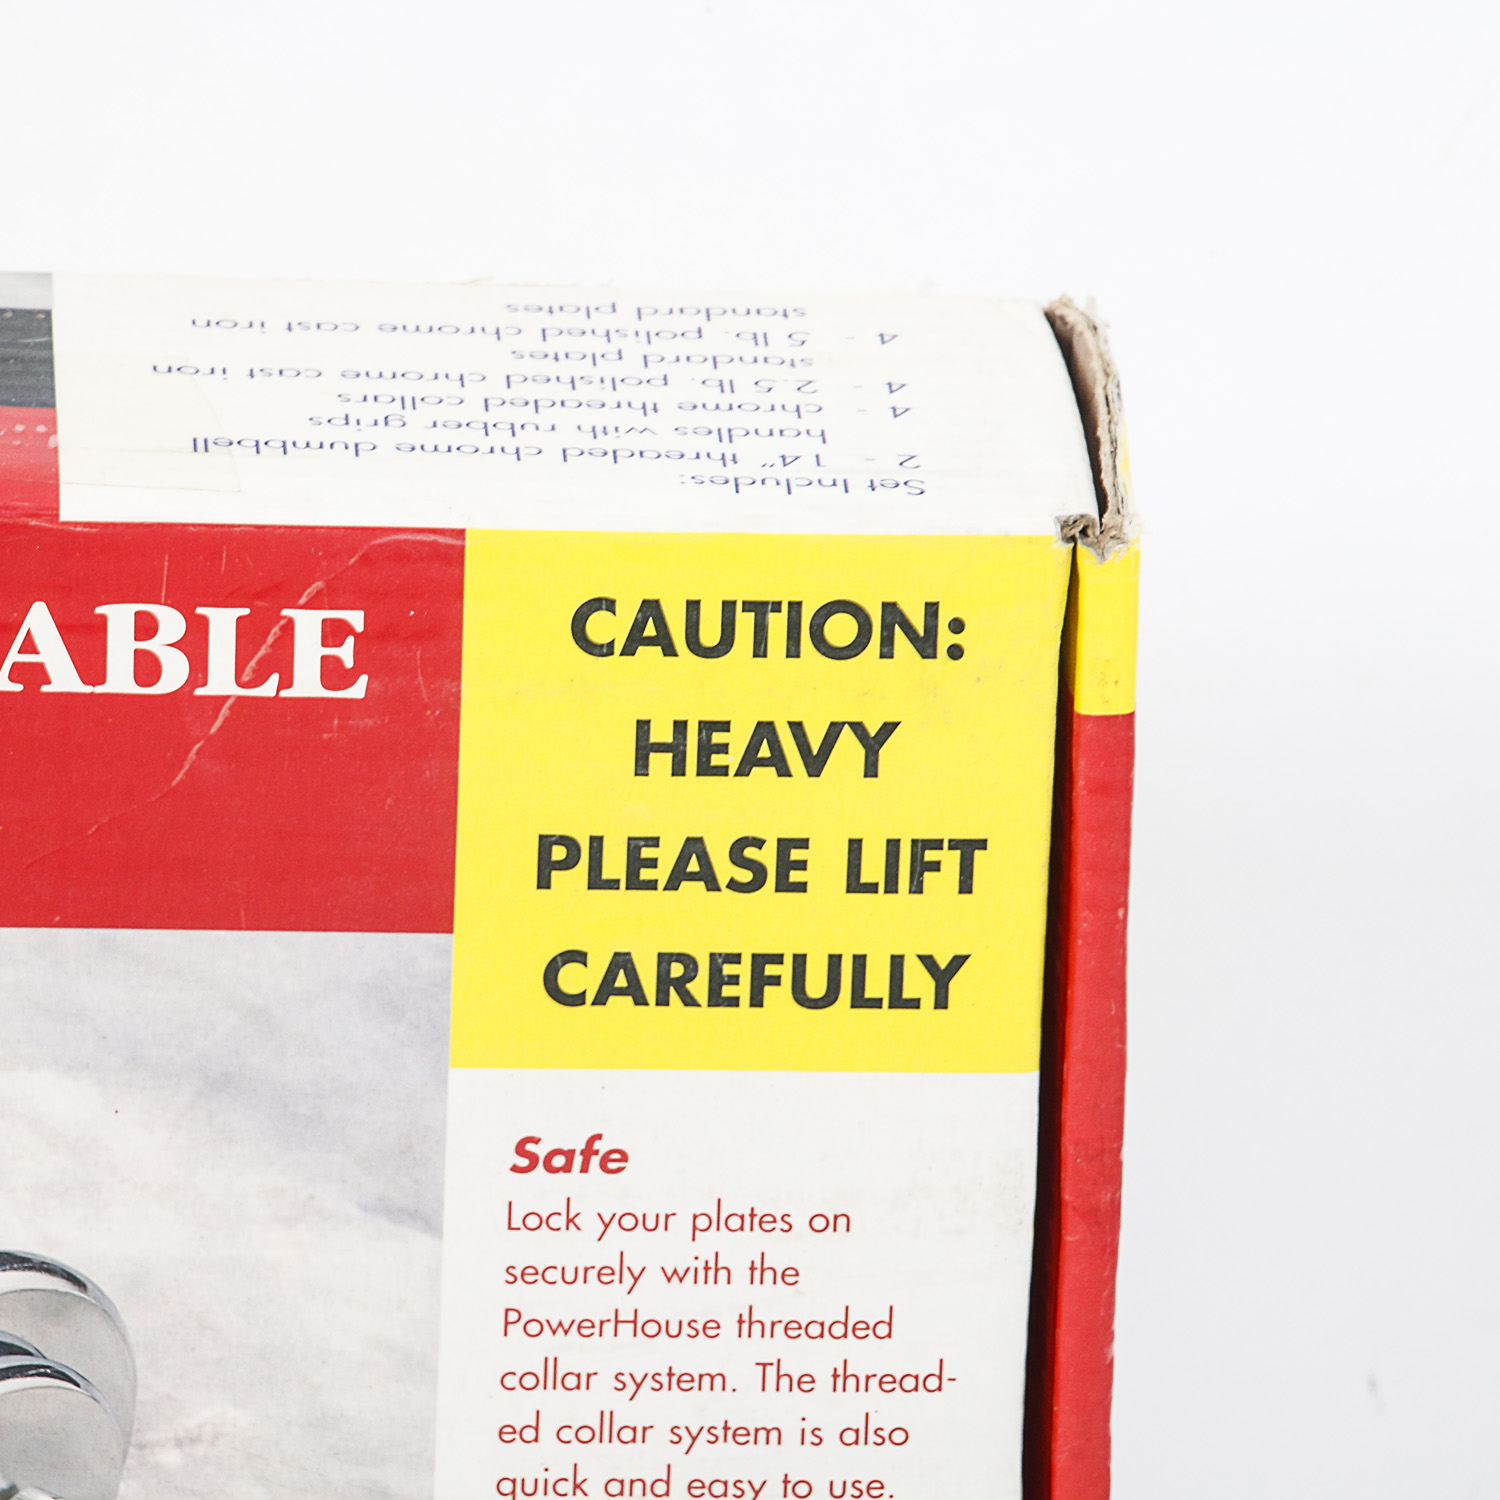 Set Includes:
2 - 14" threaded chrome dumbbell
handles with rubber grips
4 - chrome threaded collars
4 - 2.5 lb. polished chrome cast iron
standard plates
4 - 5 lb. polished chrome cast iron
standard plates
ABLE
CAUTION:
HEAVY
PLEASE LIFT
CAREFULLY
Safe
Lock your plates on
securely with the
PowerHouse threaded
collar system. The thread-
ed collar system is also
quick and easy to use.